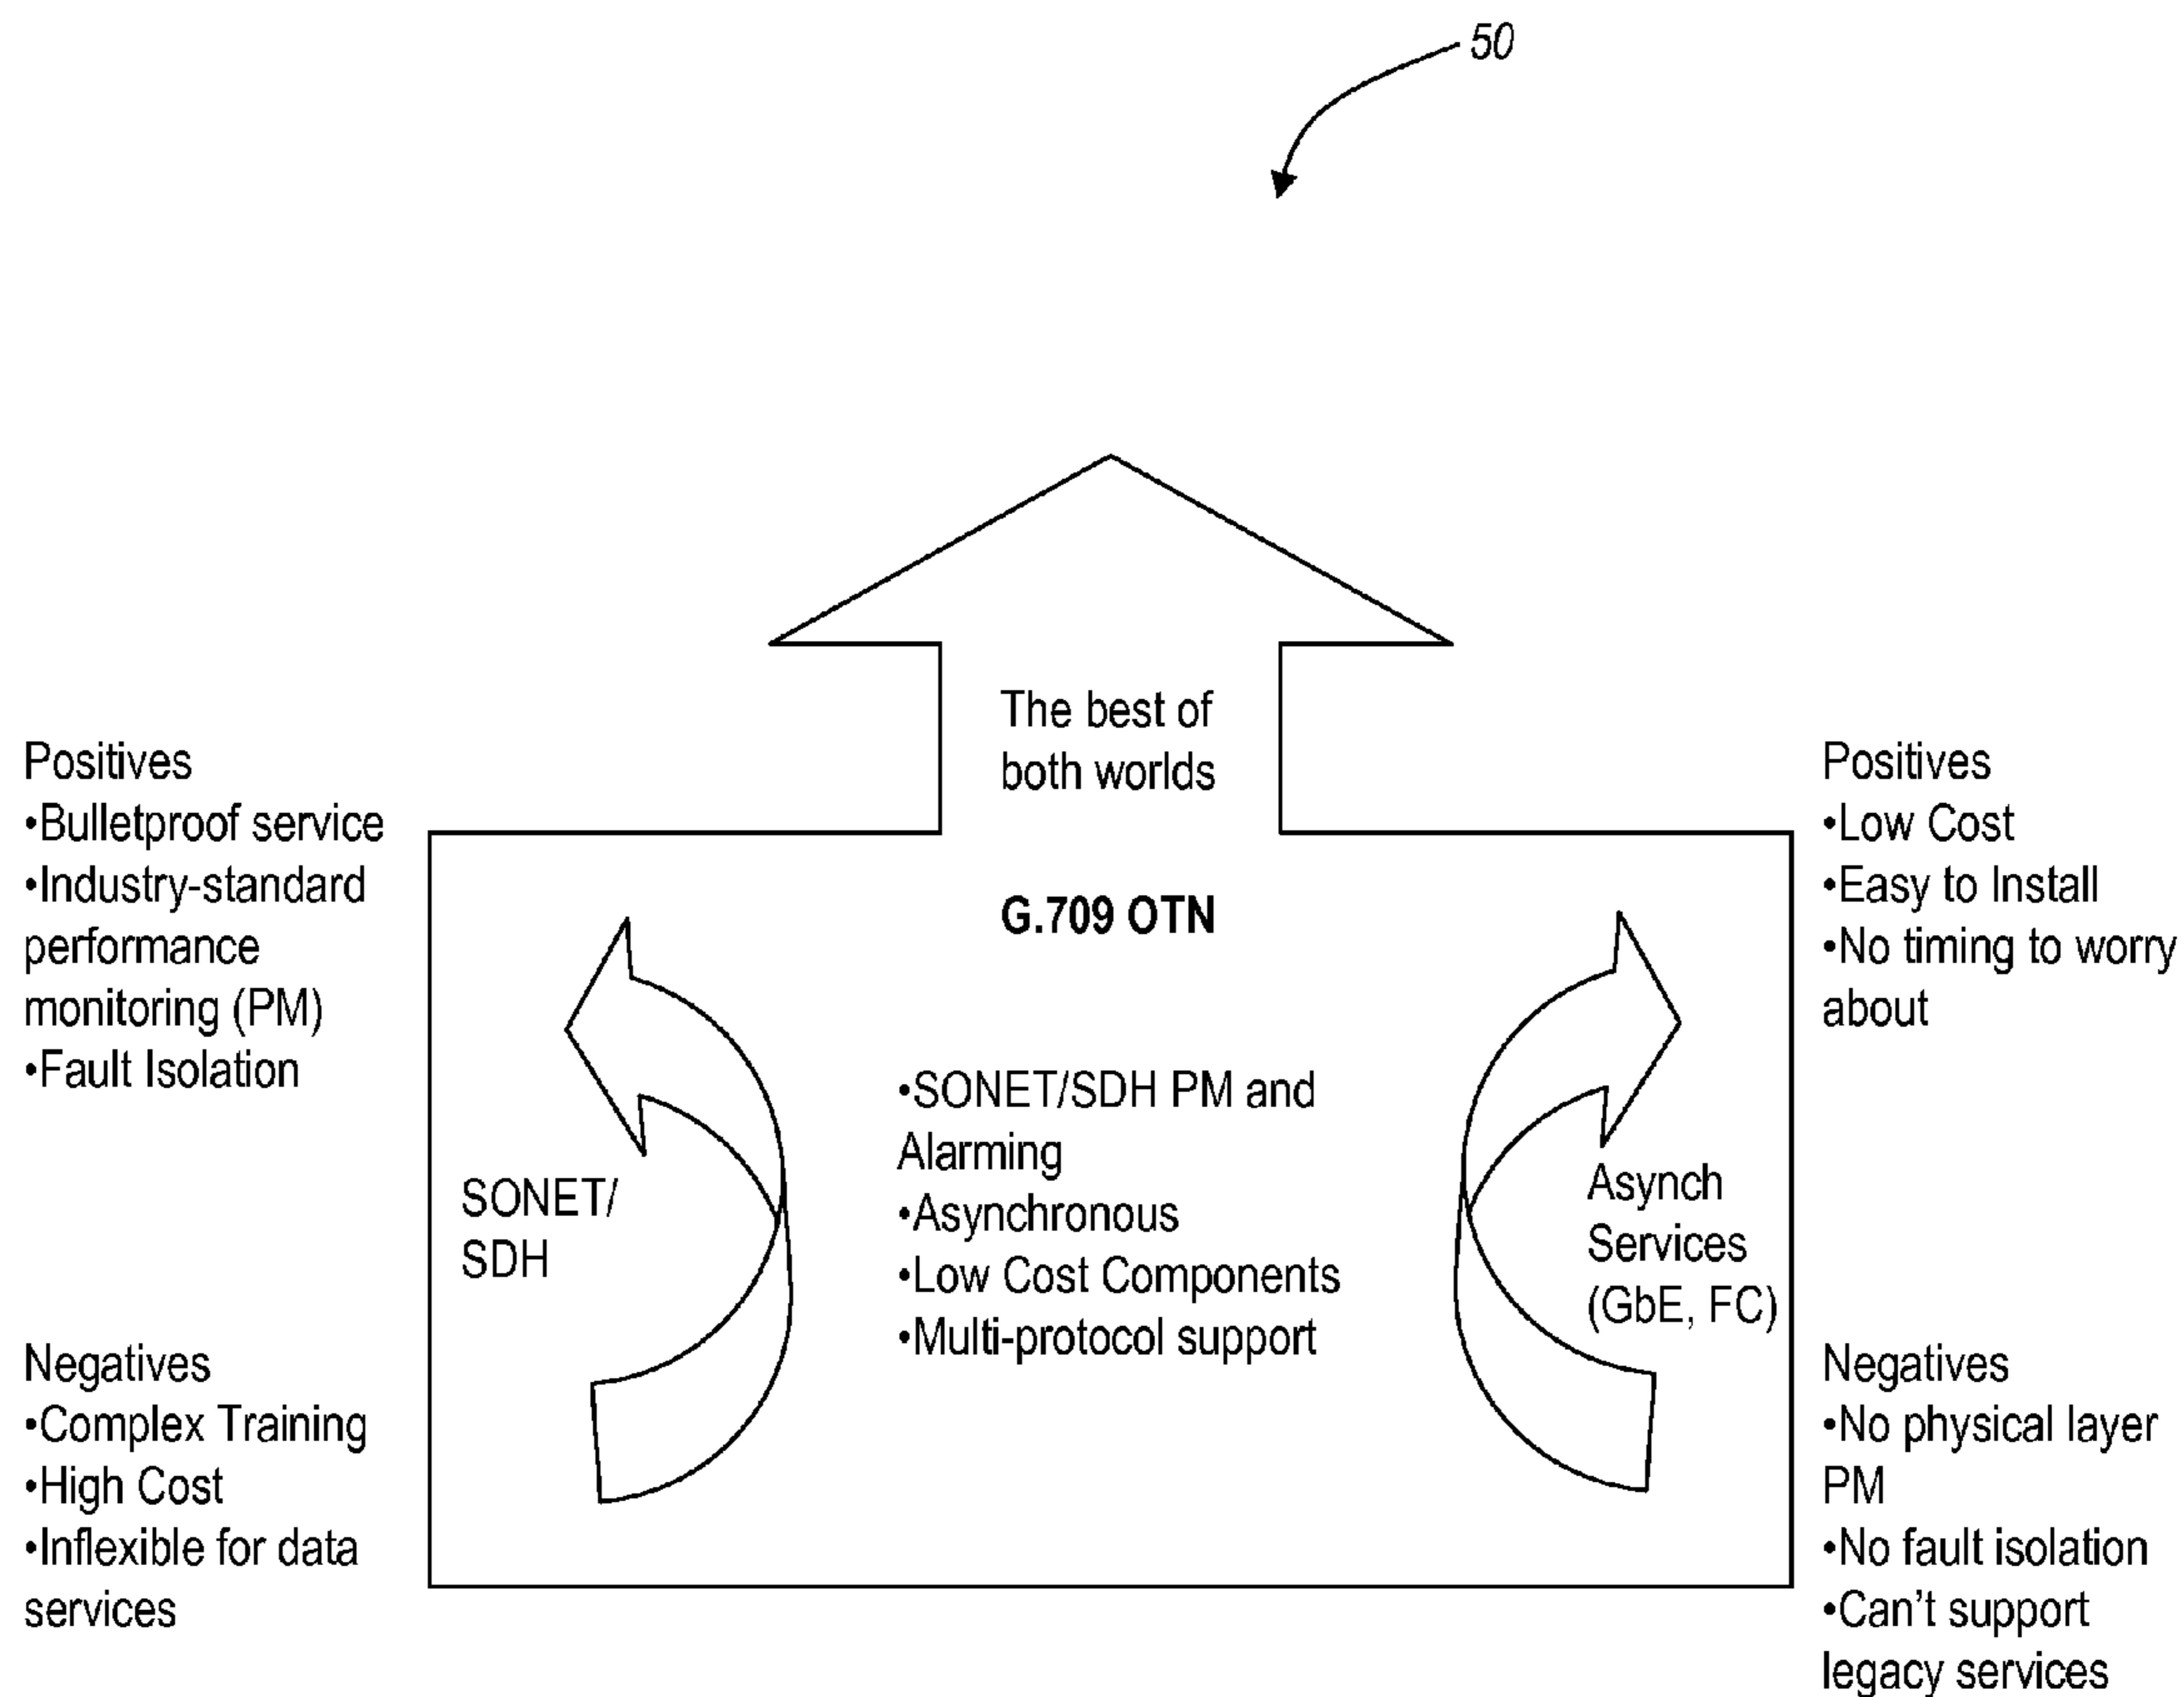 50
The best of
both worlds
Positives
•Bulletproof service
•Industry-standard
performance
monitoring (PM)
•Fault Isolation
Negatives
•Complex Training
•High Cost
•Inflexible for data
services
SONET/
SDH
G.709 OTN
•SONET/SDH PM and
Alarming
•Asynchronous
•Low Cost Components
•Multi-protocol support
Asynch
Services
(GbE, FC)
Positives
•Low Cost
•Easy to Install
•No timing to worry
about
Negatives
•No physical layer
PM
•No fault isolation
•Can't support
legacy services